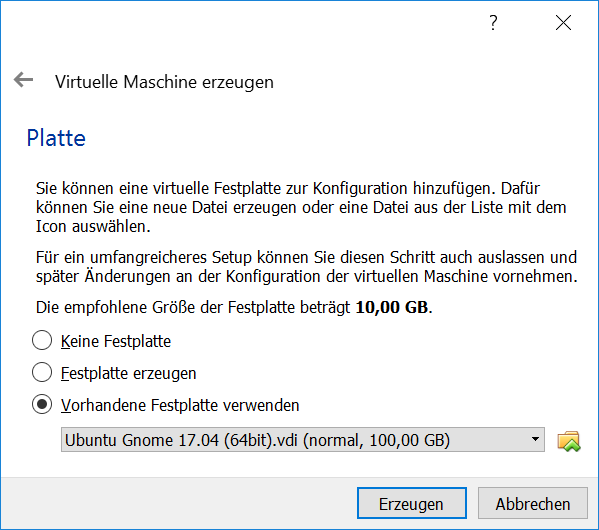 ?
Virtuelle Maschine erzeugen
Platte
Sie können eine virtuelle Festplatte zur Konfiguration hinzufügen. Dafür
können Sie eine neue Datei erzeugen oder eine Datei aus der Liste mit dem
Icon auswählen.
Für ein umfangreicheres Setup können Sie diesen Schritt auch auslassen und
später Änderungen an der Konfiguration der virtuellen Maschine vornehmen.
Die empfohlene Größe der Festplatte beträgt 10,00 GB.
Keine Festplatte
Festplatte erzeugen
Vorhandene Festplatte verwenden
Ubuntu Gnome 17.04 (64bit).vdi (normal, 100,00 GB)
Erzeugen Abbrechen